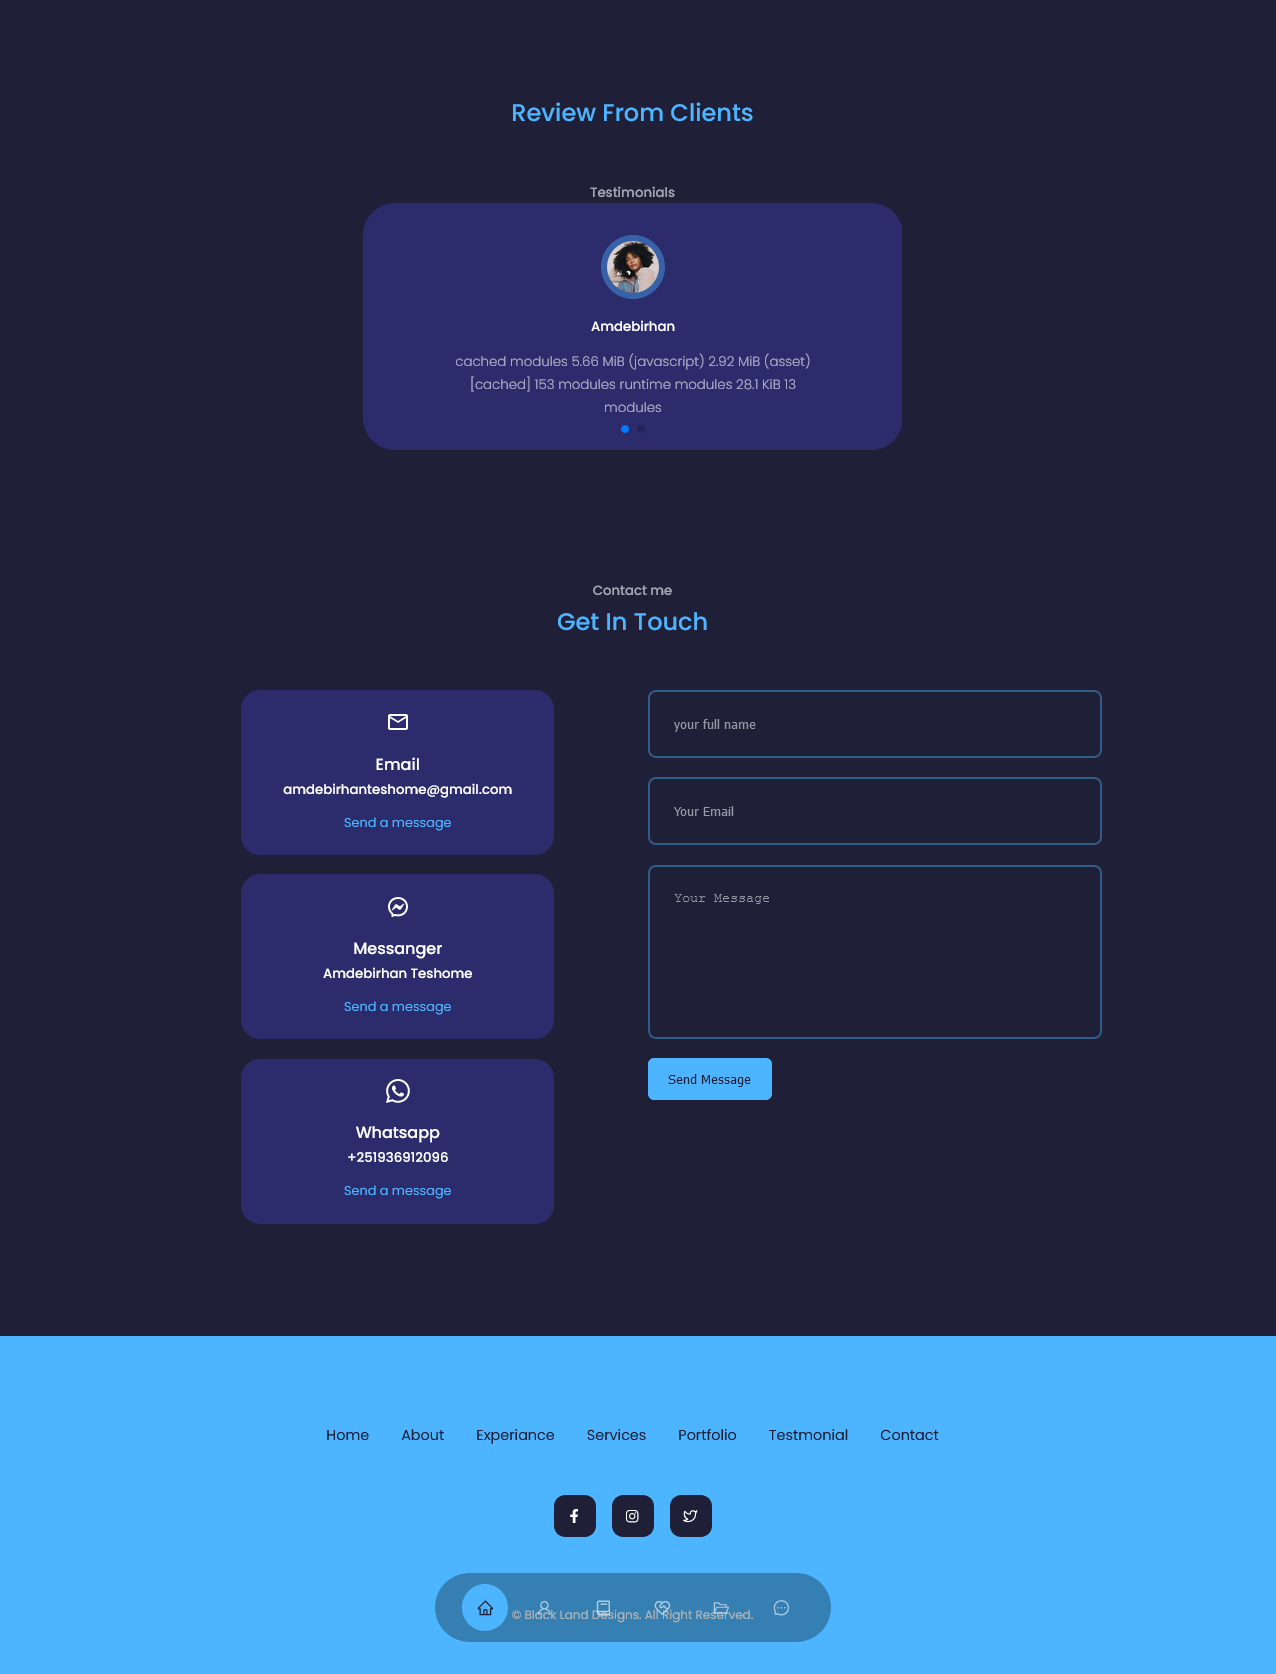 Review From Clients
Testimonials
Amdebirhan
cached modules 5.66 MiB (javascript) 2.92 MiB (asset)
[cached] 153 modules runtime modules 28.1 KiB 13
modules
Contact me
Get In Touch
Email
amdebirhanteshome@gmail.com
Send a message
Messanger
Amdebirhan Teshome
Send a message
Whatsapp
+251936912096
Send a message
your full name
Your Email
Your Message
Send Message
Home About Experiance Services Portfolio Testmonial Contact
© Black Land Designs. All Right Reserved.